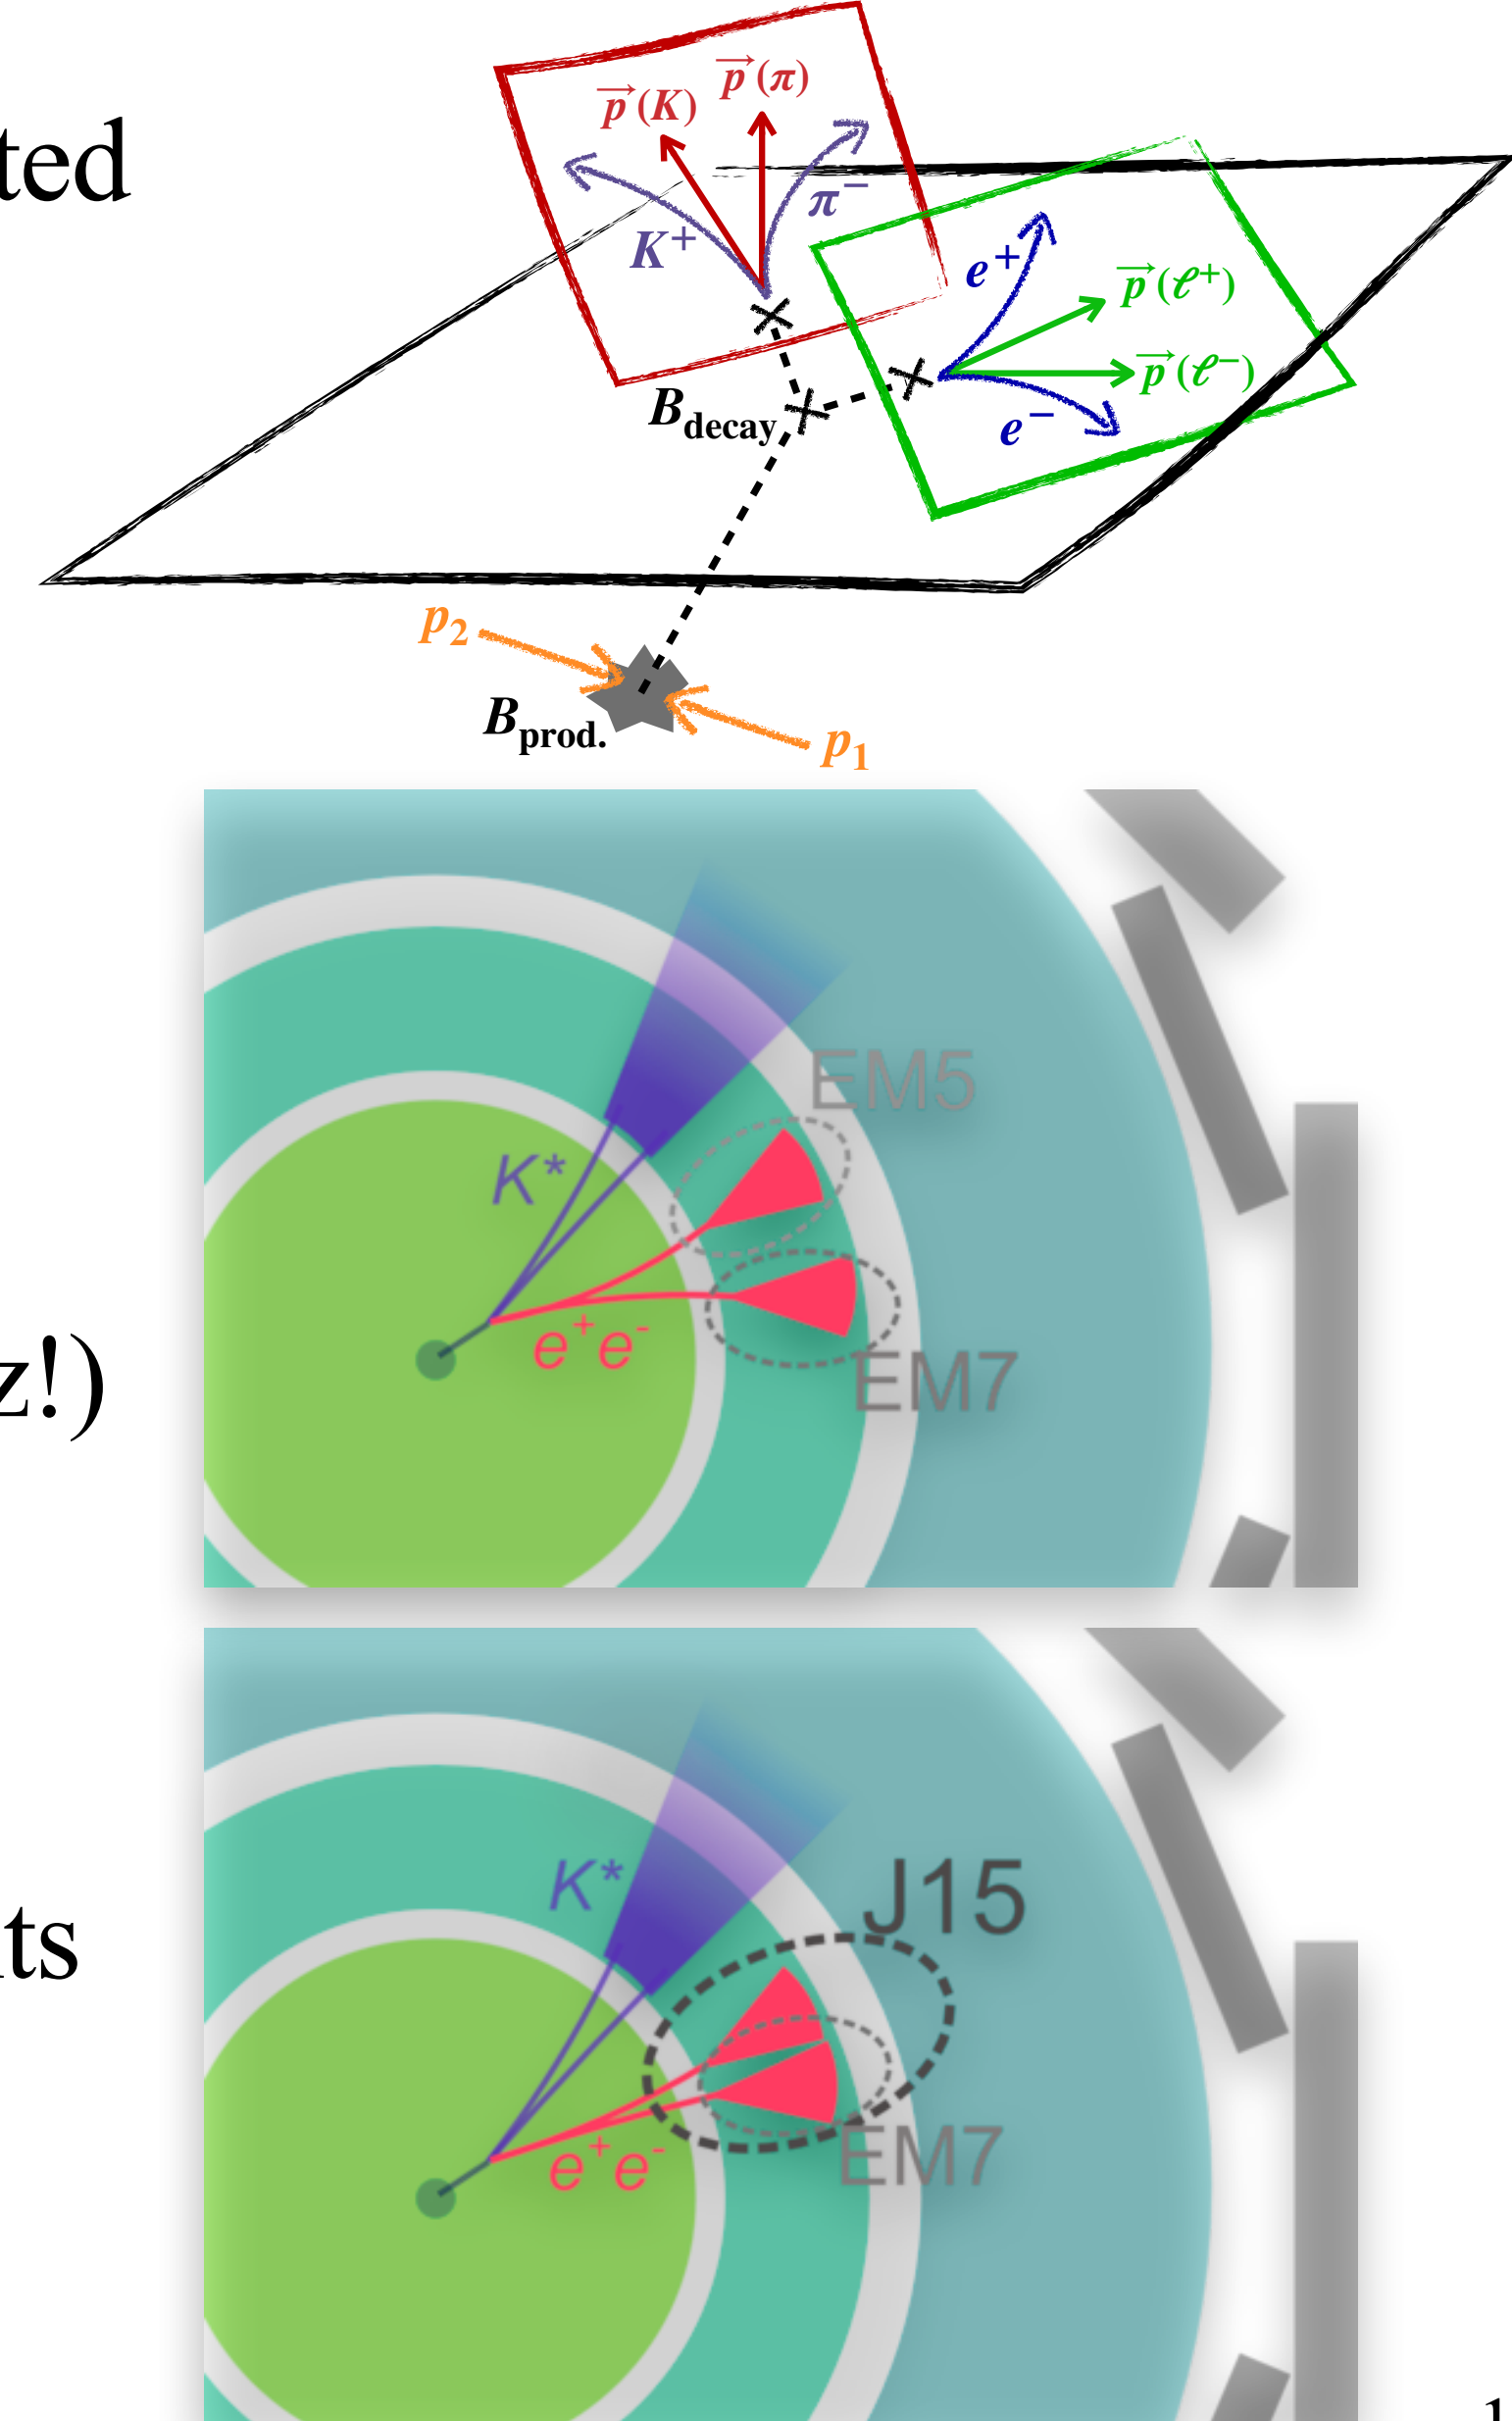 ted
p⃗(K) p⃗(π)
K⁺ π⁻
e⁺ p⃗(ℓ⁺)
p⃗(ℓ⁻)
e⁻
B_decay
p₂
B_prod.
p₁
EM5
K*
e⁺e⁻
EM7
z!)
K*
J15
ts
e⁺e⁻
EM7